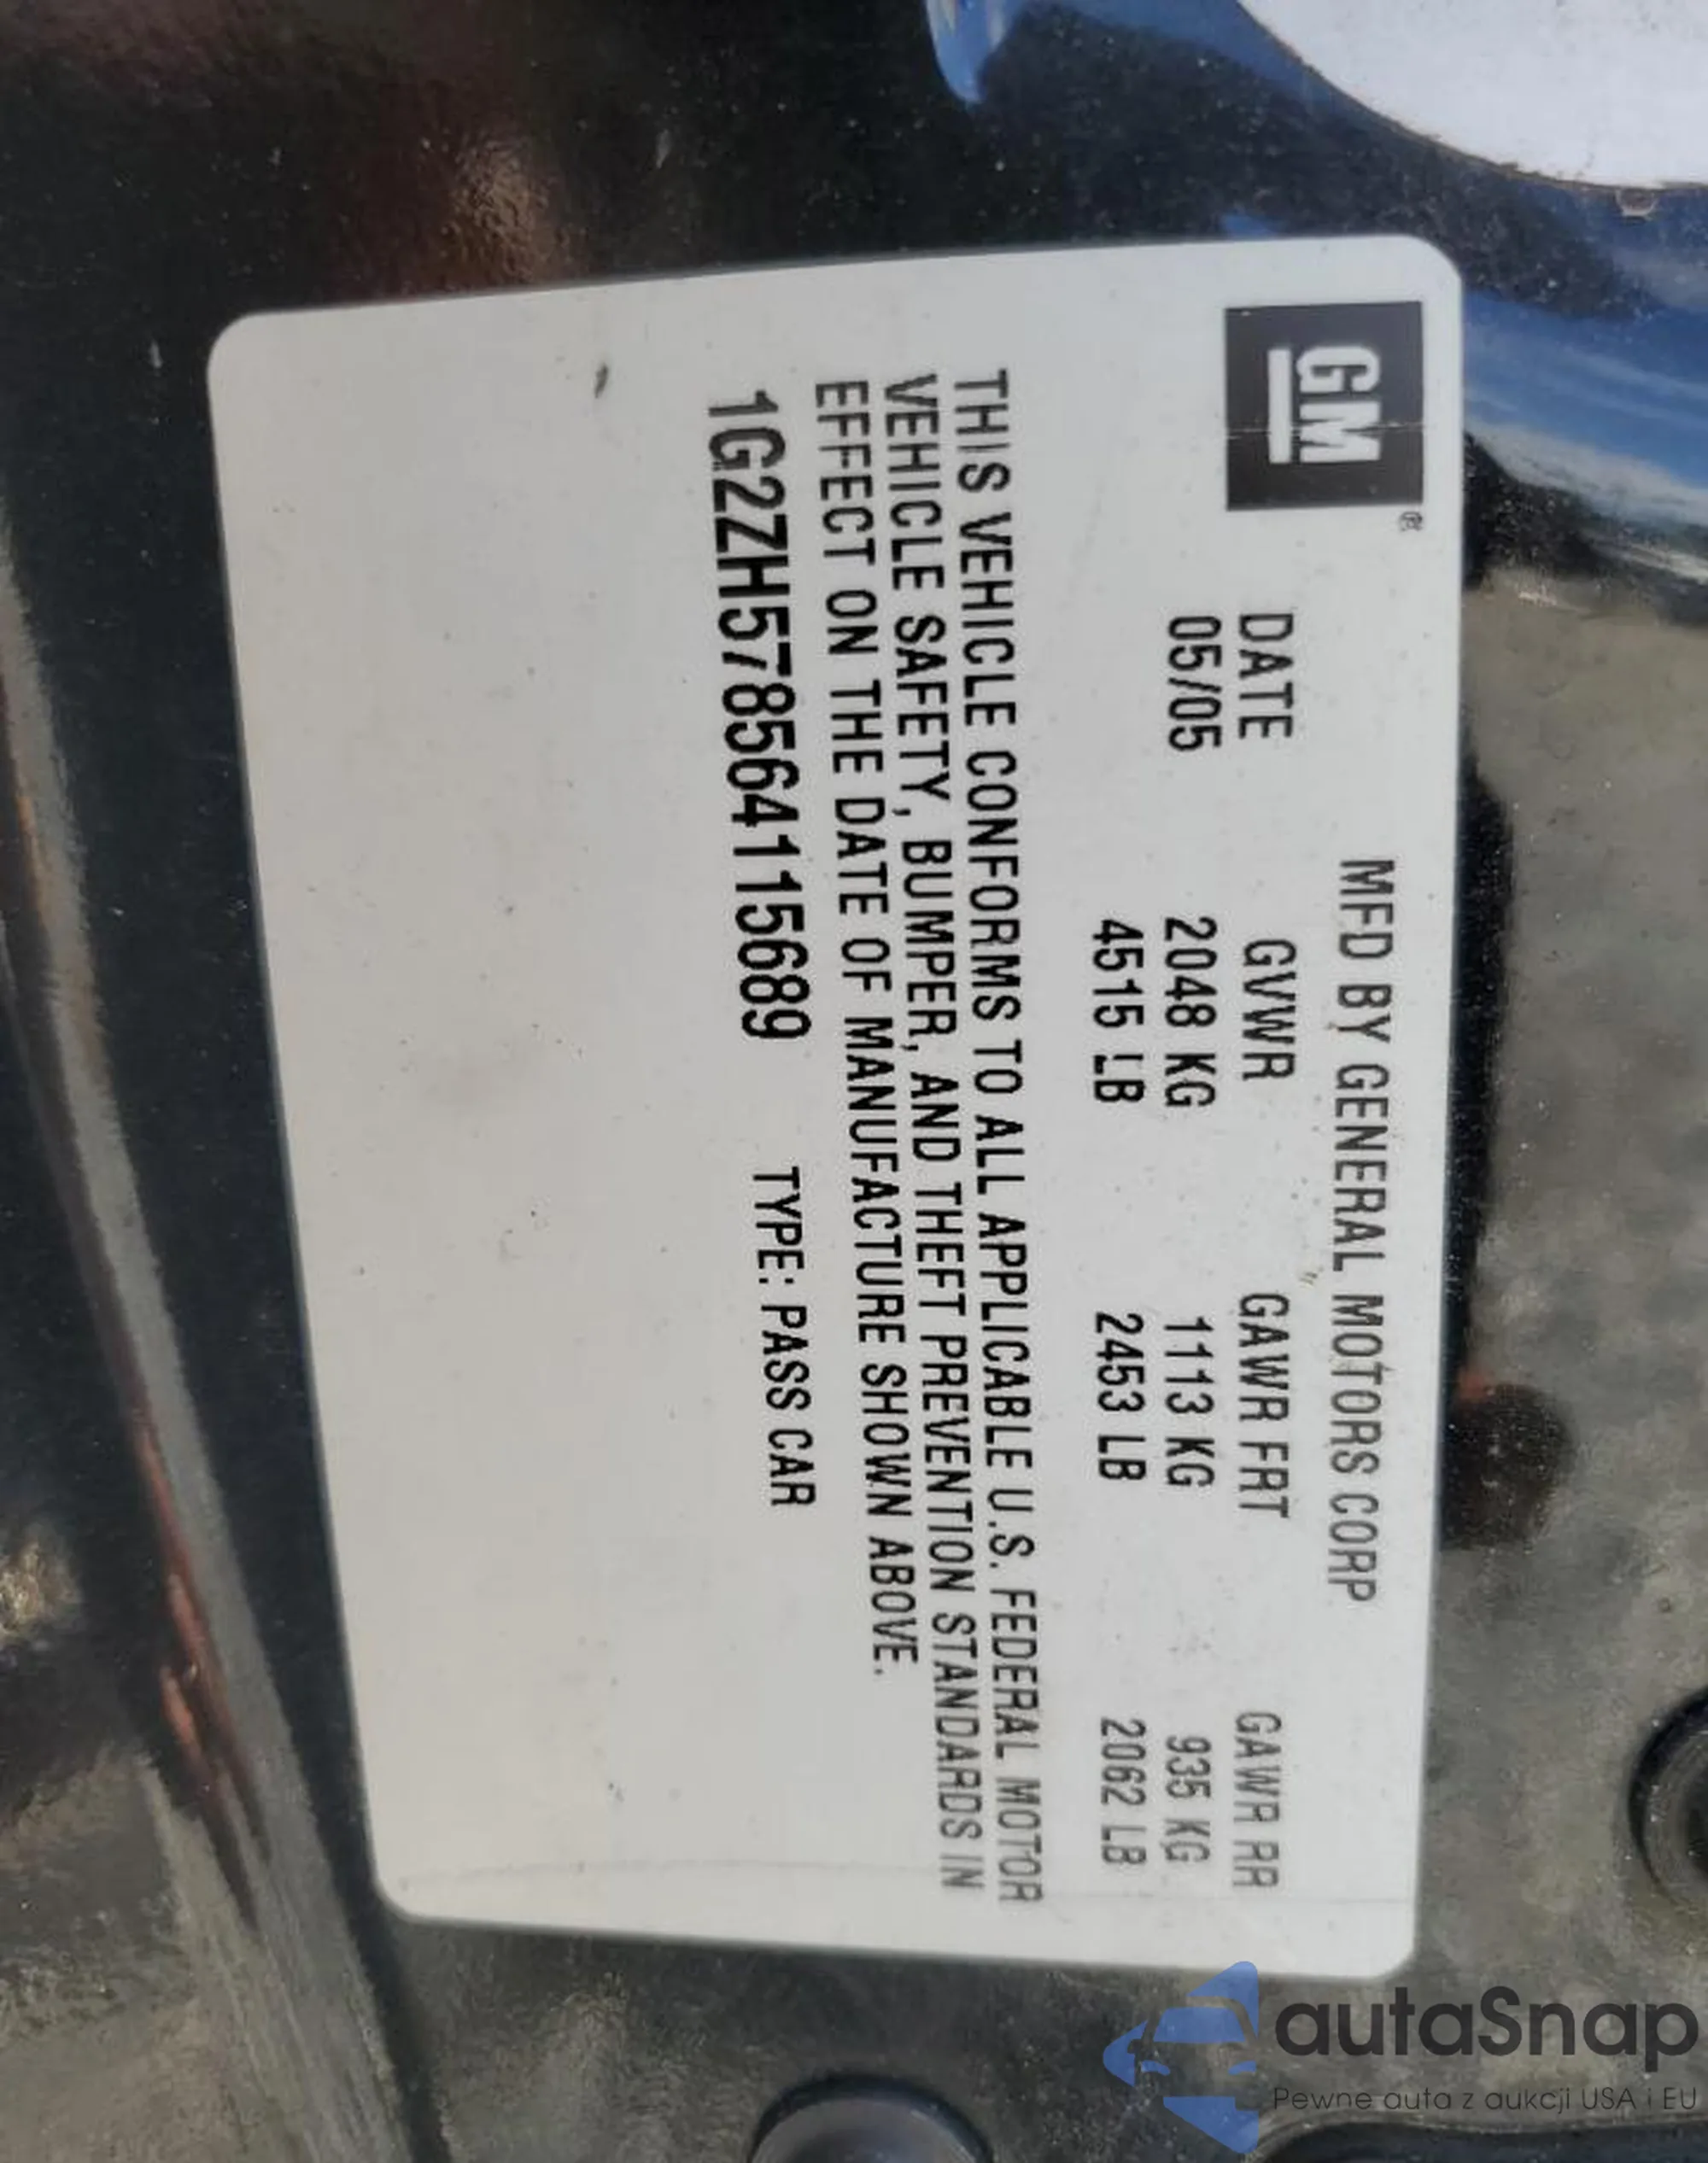 GM®
MFD BY GENERAL MOTORS CORP
DATE GVWR GAWR FRT GAWR RR
05/05 2048 KG 1113 KG 935 KG
4515 LB 2453 LB 2062 LB
THIS VEHICLE CONFORMS TO ALL APPLICABLE U.S. FEDERAL MOTOR
VEHICLE SAFETY, BUMPER, AND THEFT PREVENTION STANDARDS IN
EFFECT ON THE DATE OF MANUFACTURE SHOWN ABOVE.
1G2ZH578564115689 TYPE: PASS CAR
autaSnap
Pewne auta z aukcji USA i EU